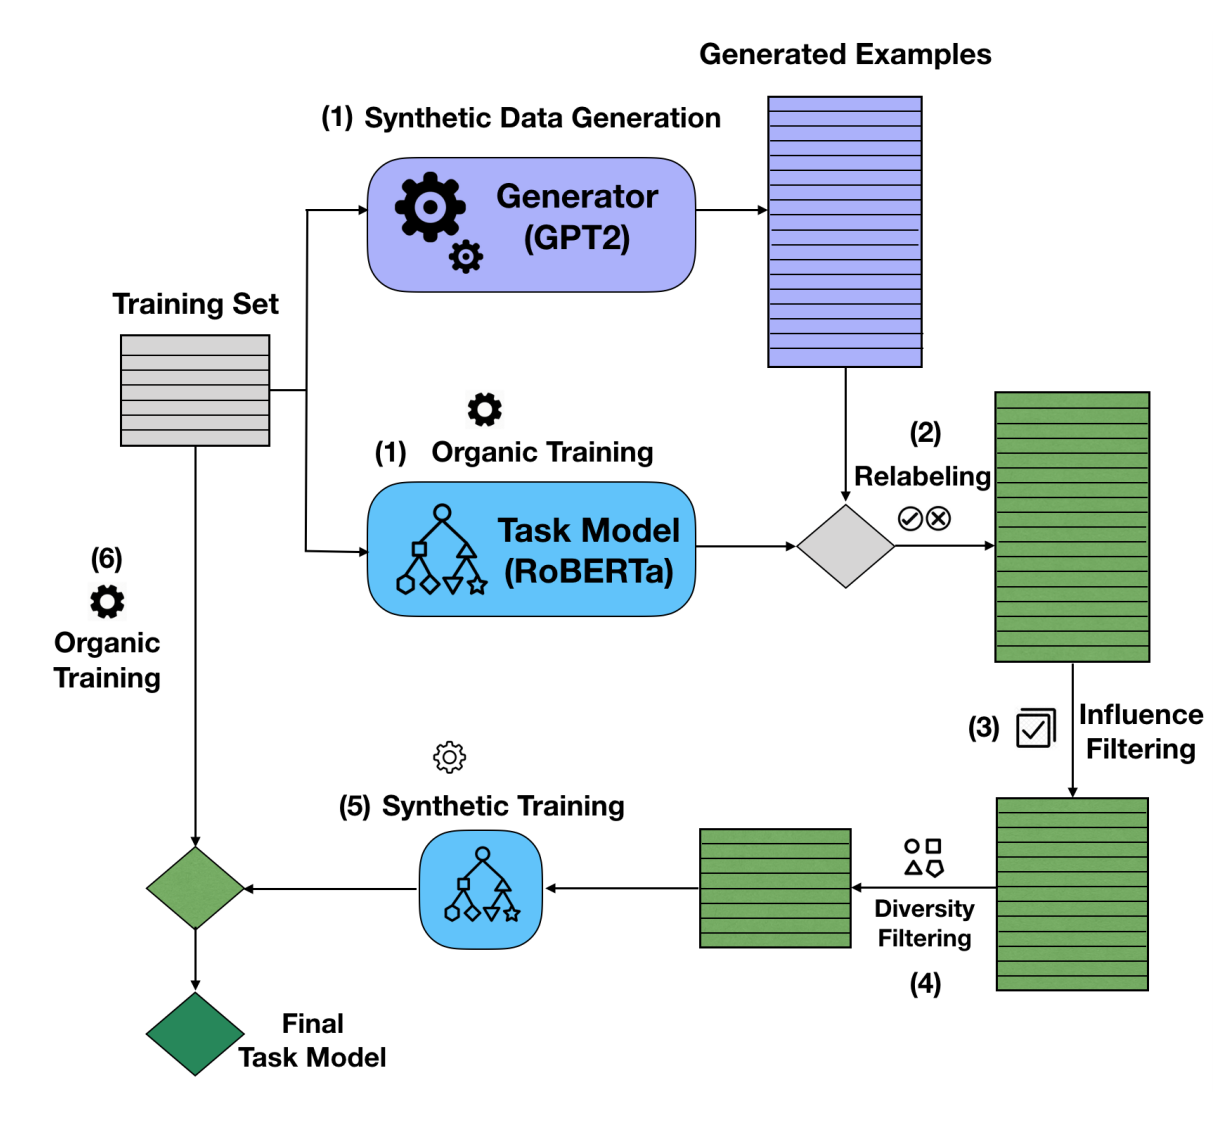 Generated Examples
(1) Synthetic Data Generation
Generator
(GPT2)
Training Set
(1) Organic Training
Task Model
(RoBERTa)
(2)
Relabeling
(6)
Organic
Training
(3)
Influence
Filtering
(5) Synthetic Training
Diversity
Filtering
(4)
Final
Task Model